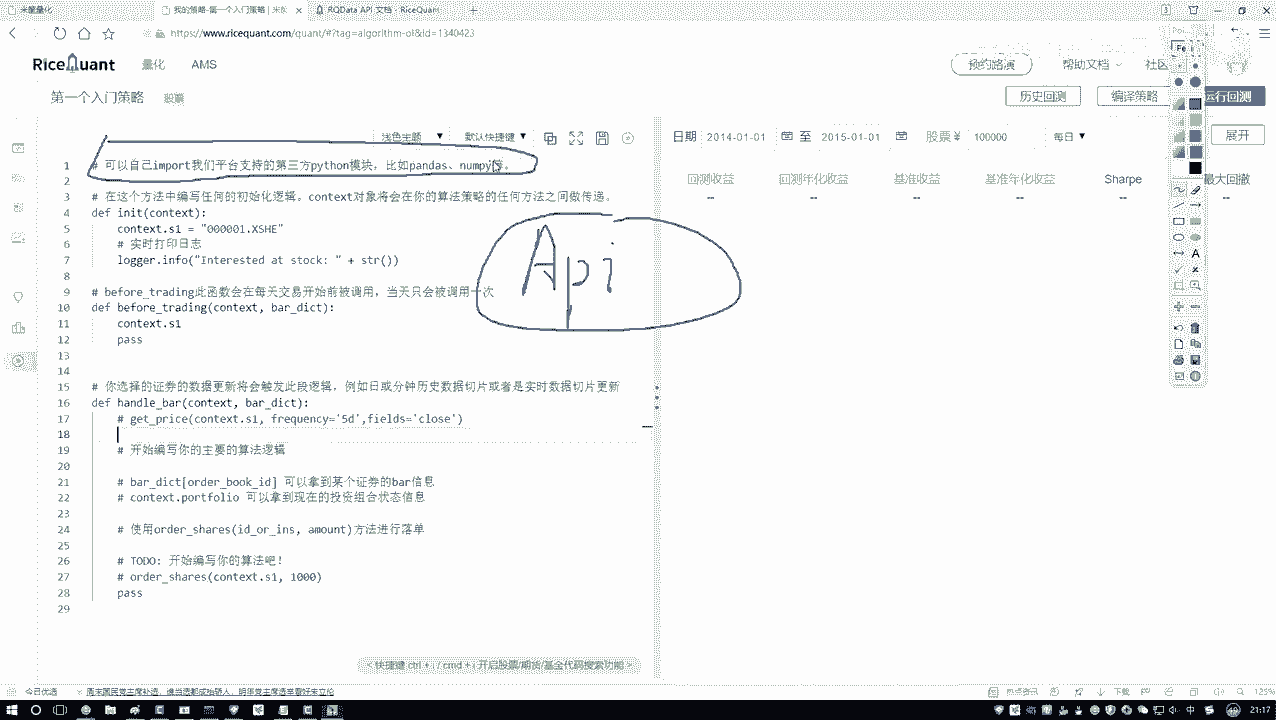 米筐量化
我的策略-第一个入门策略 | 米筐
RQData API 文档 - RiceQuant
https://www.ricequant.com/quant/#?tag=algorithm-of&id=1340423
RiceQuant 量化 AMS 预约路演 帮助文档 社区
第一个入门策略 历史回测 编译策略 运行回测
浅色主题 默认快捷键 日期 2014-01-01 至 2015-01-01 股票 ¥ 100000 每日 展开
回测收益 回测年化收益 基准收益 基准年化收益 Sharpe 最大回撤
-- -- -- -- -- --
1 # 可以自己import我们平台支持的第三方python模块，比如pandas、numpy等。
2
3 # 在这个方法中编写任何的初始化逻辑。context对象将会在你的算法策略的任何方法之间做传递。
4 def init(context):
5 context.s1 = "000001.XSHE"
6 # 实时打印日志
7 logger.info("Interested at stock: " + str())
8
9 # before_trading此函数会在每天交易开始前被调用，当天只会被调用一次
10 def before_trading(context, bar_dict):
11 context.s1
12 pass
13
14
15 # 你选择的证券的数据更新将会触发此段逻辑，例如日或分钟历史数据切片或者是实时数据切片更新
16 def handle_bar(context, bar_dict):
17 # get_price(context.s1, frequency='5d',fields='close')
18
19 # 开始编写你的主要的算法逻辑
20
21 # bar_dict[order_book_id] 可以拿到某个证券的bar信息
22 # context.portfolio 可以拿到现在的投资组合状态信息
23
24 # 使用order_shares(id_or_ins, amount)方法进行落单
25
26 # TODO: 开始编写你的算法吧！
27 # order_shares(context.s1, 1000)
28 pass
29
Api
快捷键 ctrl + i / cmd + i 开启股票/期货/基金代码搜索功能
今日优选
热点资讯 下载 125%
中 21:17